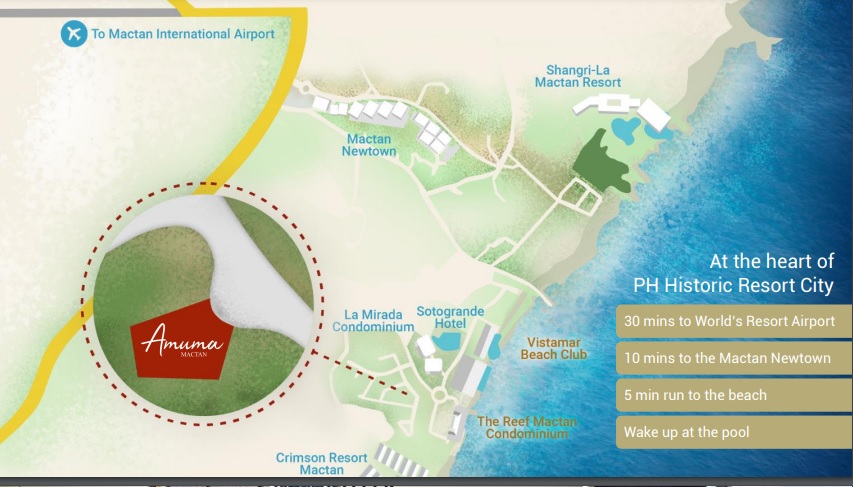 To Mactan International Airport
Shangri-La
Mactan Resort
Mactan
Newtown
At the heart of
PH Historic Resort City
30 mins to World's Resort Airport
10 mins to the Mactan Newtown
5 min run to the beach
Wake up at the pool
La Mirada
Condominium
Sotogrande
Hotel
Vistamar
Beach Club
Amuma
MACTAN
The Reef Mactan
Condominium
Crimson Resort
Mactan